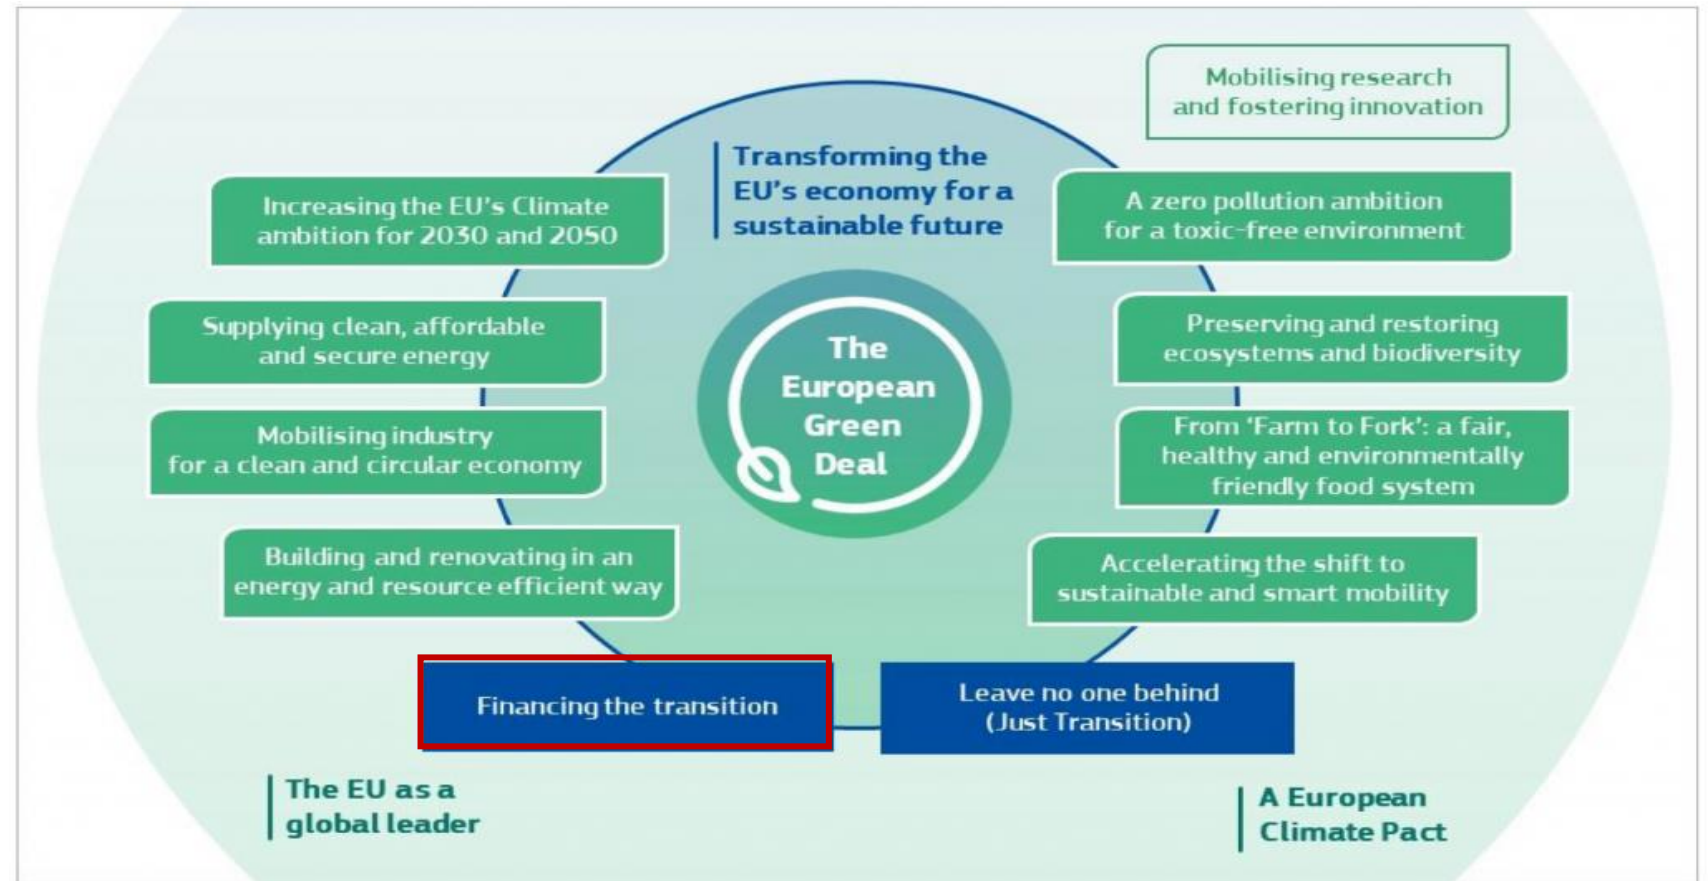 Mobilising research
and fostering innovation
Transforming the
EU's economy for a
sustainable future
Increasing the EU's Climate
ambition for 2030 and 2050
A zero pollution ambition
for a toxic-free environment
Supplying clean, affordable
and secure energy
Preserving and restoring
ecosystems and biodiversity
The
European
Green
Deal
Mobilising industry
for a clean and circular economy
From 'Farm to Fork': a fair,
healthy and environmentally
friendly food system
Building and renovating in an
energy and resource efficient way
Accelerating the shift to
sustainable and smart mobility
Financing the transition
Leave no one behind
(Just Transition)
The EU as a
global leader
A European
Climate Pact